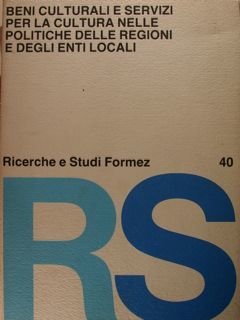 BENI CULTURALI E SERVIZI
PER LA CULTURA NELLE
POLITICHE DELLE REGIONI
E DEGLI ENTI LOCALI
Ricerche e Studi Formez 40
RS